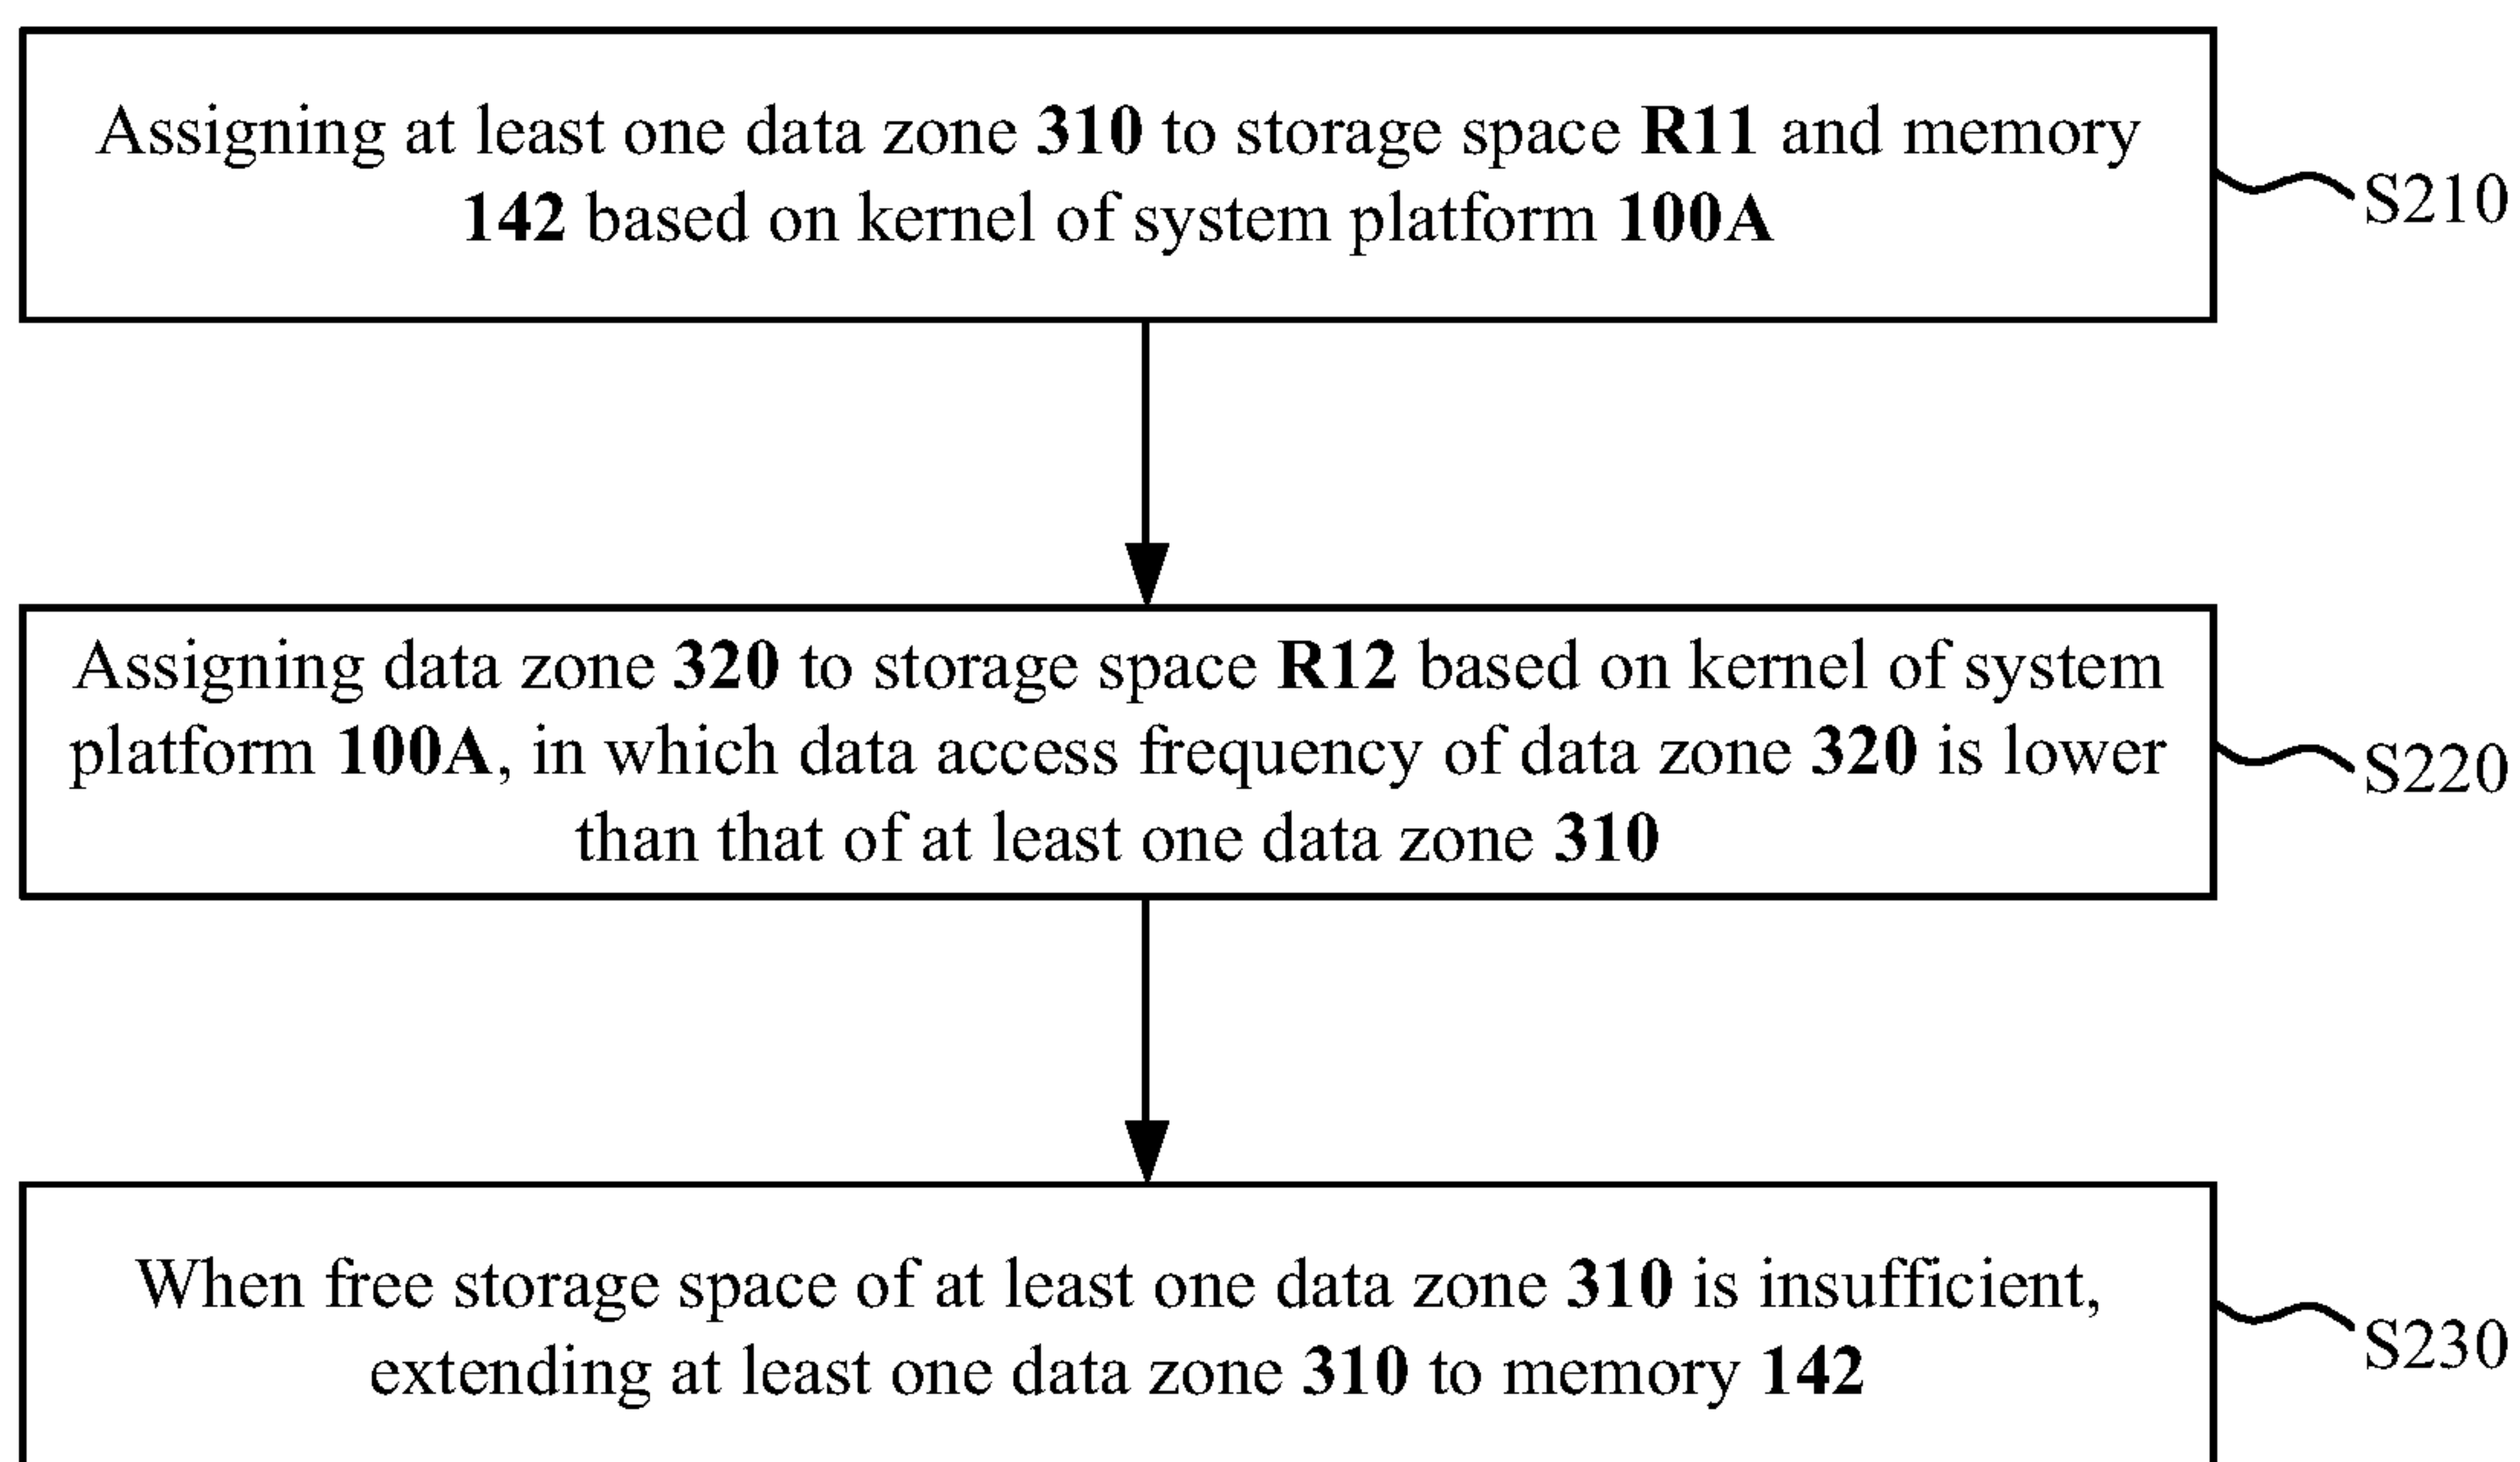 Assigning at least one data zone 310 to storage space R11 and memory
142 based on kernel of system platform 100A
S210
Assigning data zone 320 to storage space R12 based on kernel of system
platform 100A, in which data access frequency of data zone 320 is lower
than that of at least one data zone 310
S220
When free storage space of at least one data zone 310 is insufficient,
extending at least one data zone 310 to memory 142
S230